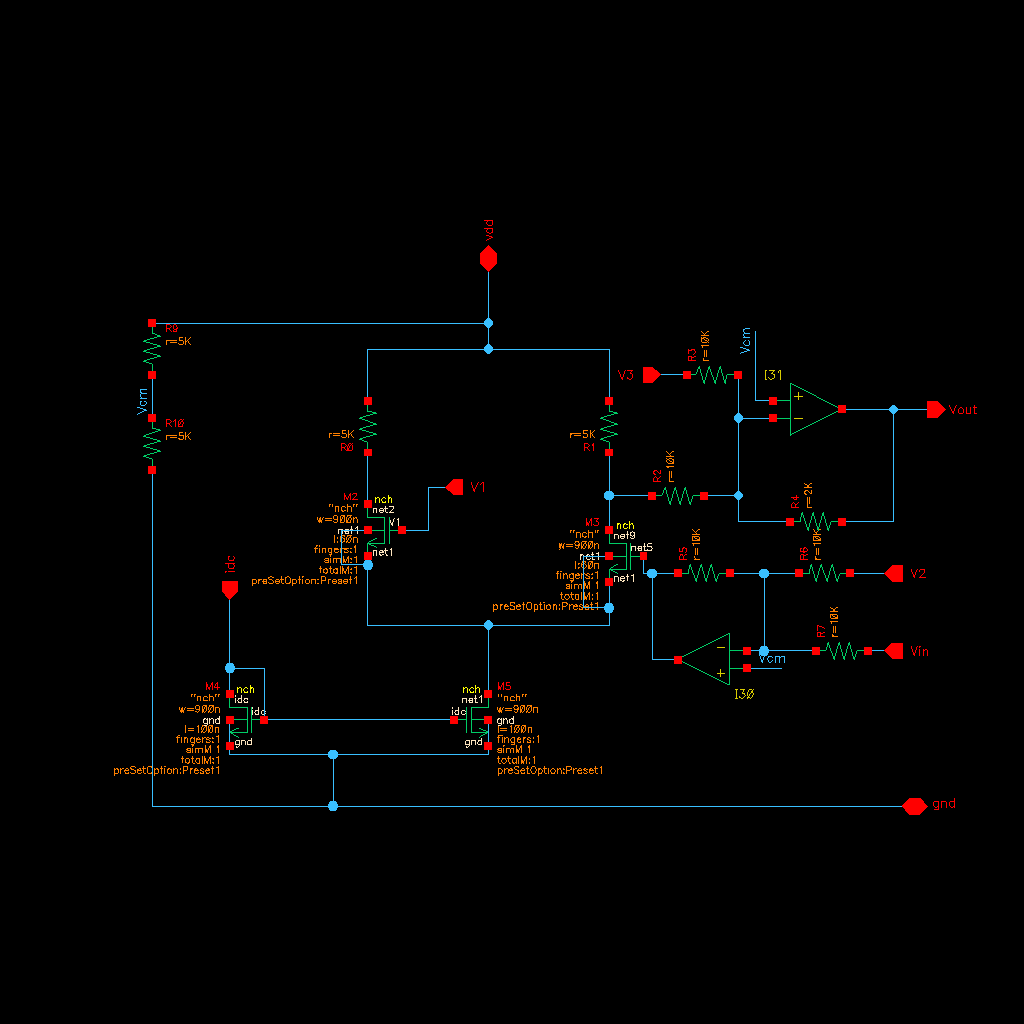 vdd
R9
r=5K
Vcm
R10
r=5K
r=5K
R0
r=5K
R1
V3
R3
r=10K
Vcm
I31
+
−
Vout
R2
r=10K
R4
r=2K
V1
M2
"nch"
w=900n
l:60n
fingers:1
simM:1
totalM:1
preSetOption:Preset1
nch
net2
V1
net1
net1
M3
"nch"
w=900n
l:60n
fingers:1
simM 1
totalM:1
preSetOption:Preset1
nch
net9
net5
net1
net1
R5
r=10K
R6
r=10K
V2
R7
r=10K
Vin
Vcm
−
+
I30
idc
M4
"nch"
w=900n
l=100n
fingers:1
simM 1
totalM:1
preSetOption:Preset1
nch
idc
idc
gnd
gnd
M5
"nch"
w=900n
l=100n
fingers:1
simM 1
totalM:1
preSetOption:Preset1
nch
net1
idc
gnd
gnd
gnd